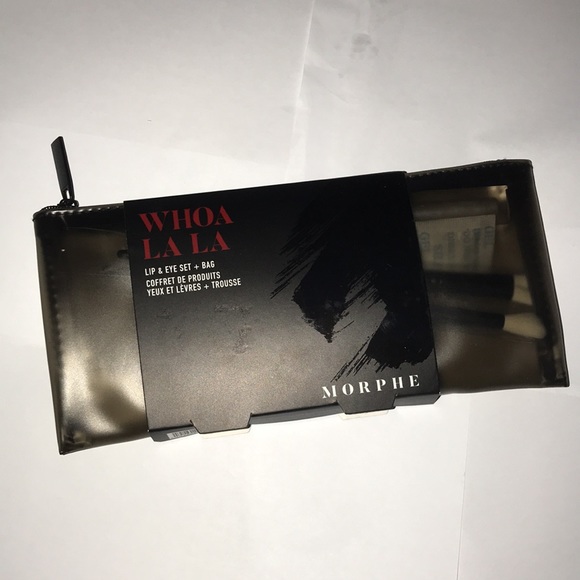 WHOA
LA LA
LIP & EYE SET + BAG
COFFRET DE PRODUITS
YEUX ET LÈVRES + TROUSSE
MORPHE